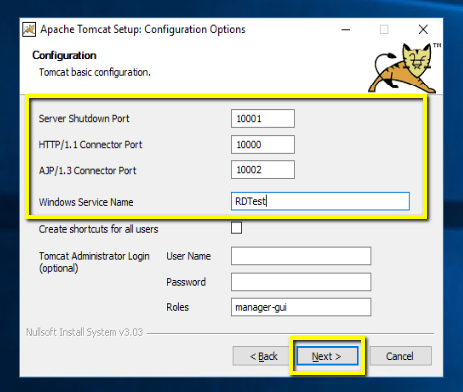 Apache Tomcat Setup: Configuration Options
Configuration
Tomcat basic configuration.
TM
Server Shutdown Port 10001
HTTP/1.1 Connector Port 10000
AJP/1.3 Connector Port 10002
Windows Service Name RDTest
Create shortcuts for all users
Tomcat Administrator Login User Name
(optional)
Password
Roles manager-gui
Nullsoft Install System v3.03
< Back Next > Cancel